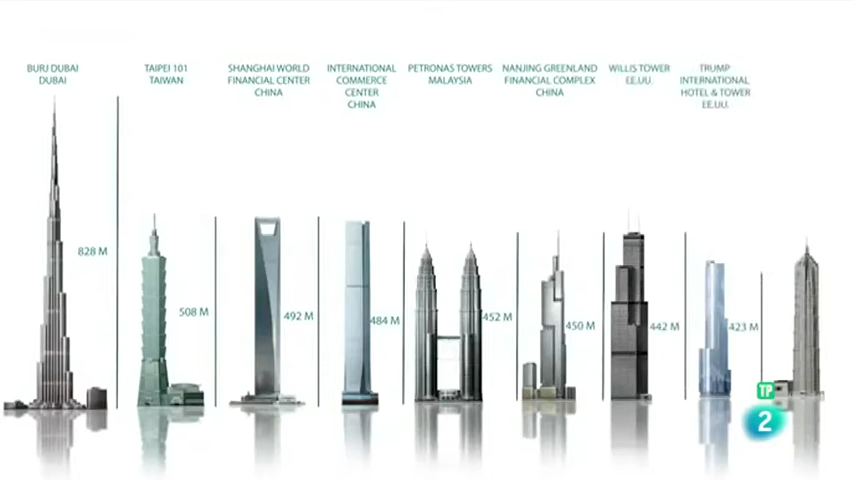 BURJ DUBAI
DUBAI
TAIPEI 101
TAIWAN
SHANGHAI WORLD
FINANCIAL CENTER
CHINA
INTERNATIONAL
COMMERCE
CENTER
CHINA
PETRONAS TOWERS
MALAYSIA
NANJING GREENLAND
FINANCIAL COMPLEX
CHINA
WILLIS TOWER
EE.UU.
TRUMP
INTERNATIONAL
HOTEL & TOWER
EE.UU.
828 M
508 M
492 M
484 M
452 M
450 M
442 M
423 M
TP
2